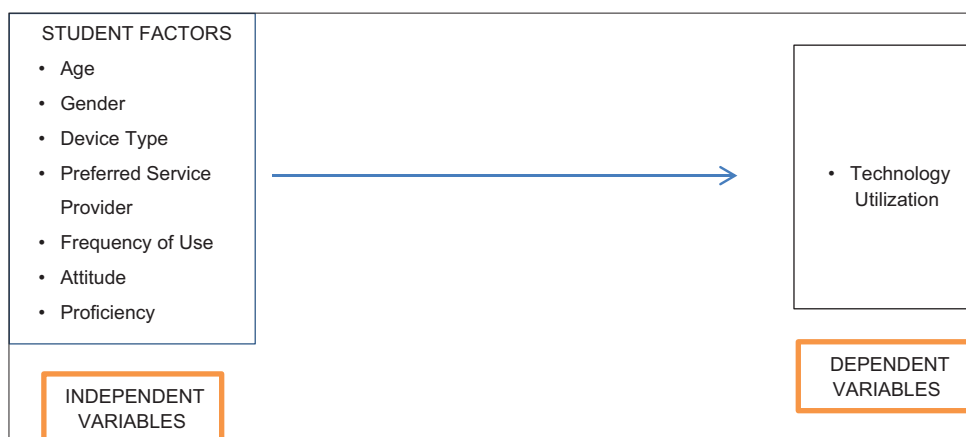 STUDENT FACTORS
• Age
• Gender
• Device Type
• Preferred Service
Provider
• Frequency of Use
• Attitude
• Proficiency
INDEPENDENT
VARIABLES
• Technology
Utilization
DEPENDENT
VARIABLES